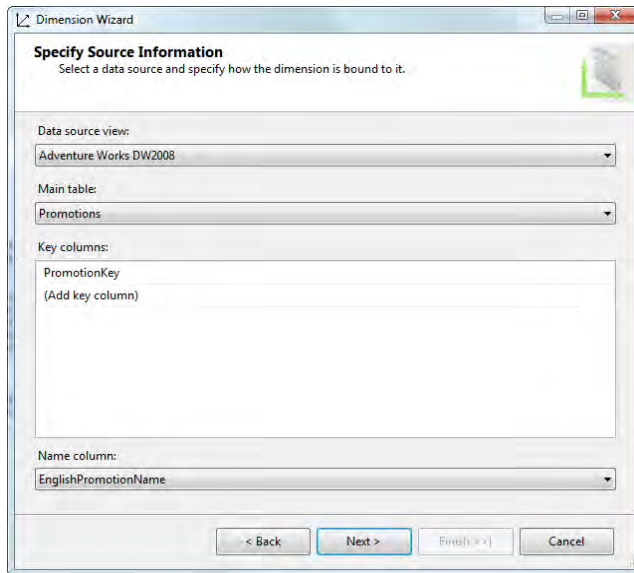 Dimension Wizard
Specify Source Information
Select a data source and specify how the dimension is bound to it.
Data source view:
Adventure Works DW2008
Main table:
Promotions
Key columns:
PromotionKey
(Add key column)
Name column:
EnglishPromotionName
< Back
Next >
Finish >>|
Cancel